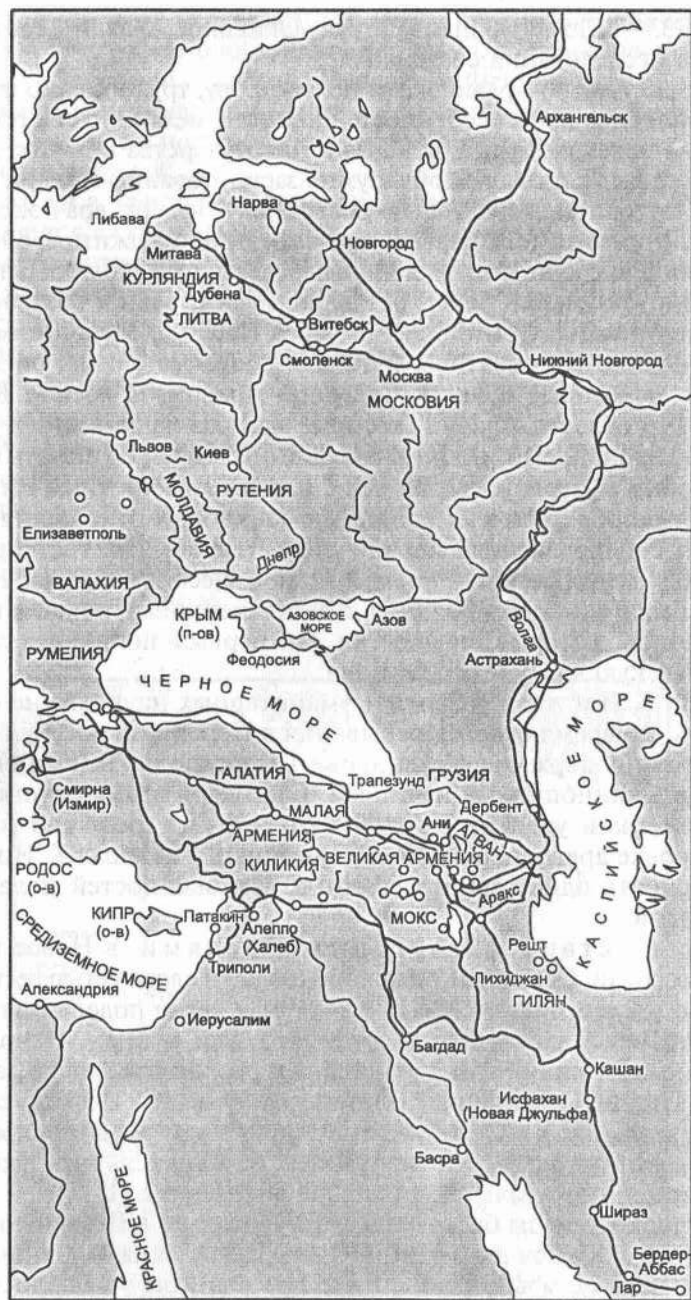 Архангельск
Нарва
Либава
Новгород
Митава
КУРЛЯНДИЯ
Дубена
ЛИТВА
Витебск
Смоленск
Москва
Нижний Новгород
МОСКОВИЯ
Львов
Киев
РУТЕНИЯ
МОЛДАВИЯ
Елизаветполь
Днепр
ВАЛАХИЯ
КРЫМ
(п-ов)
АЗОВСКОЕ
МОРЕ
Азов
Волга
Феодосия
Астрахань
РУМЕЛИЯ
ЧЕРНОЕ МОРЕ
КАСПИЙСКОЕ МОРЕ
Трапезунд
ГРУЗИЯ
Смирна
(Измир)
ГАЛАТИЯ
МАЛАЯ
АРМЕНИЯ
Дербент
Ани
АГВАН
КИЛИКИЯ
ВЕЛИКАЯ АРМЕНИЯ
РОДОС
(о-в)
Аракс
МОКС
КИПР
(о-в)
Патакин
Алеппо
(Халеб)
СРЕДИЗЕМНОЕ МОРЕ
Триполи
Решт
Лихиджан
ГИЛЯН
Александрия
Иерусалим
Багдад
Кашан
Исфахан
(Новая Джульфа)
Басра
КРАСНОЕ МОРЕ
Шираз
Бердер-
Аббас
Лар